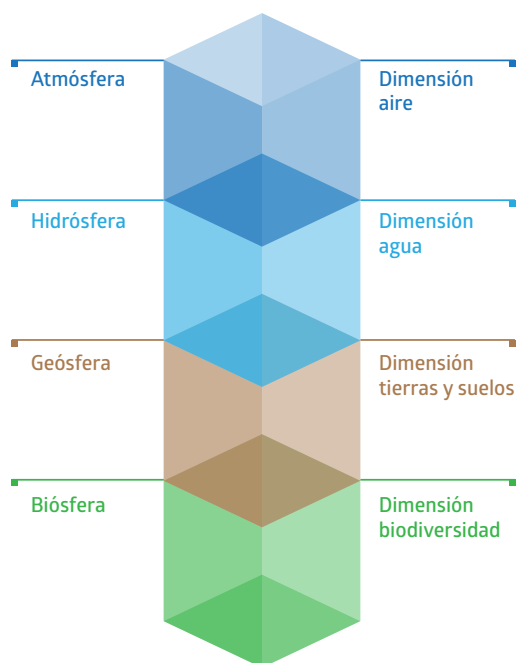 Atmósfera
Dimensión
aire
Hidrósfera
Dimensión
agua
Geósfera
Dimensión
tierras y suelos
Biósfera
Dimensión
biodiversidad